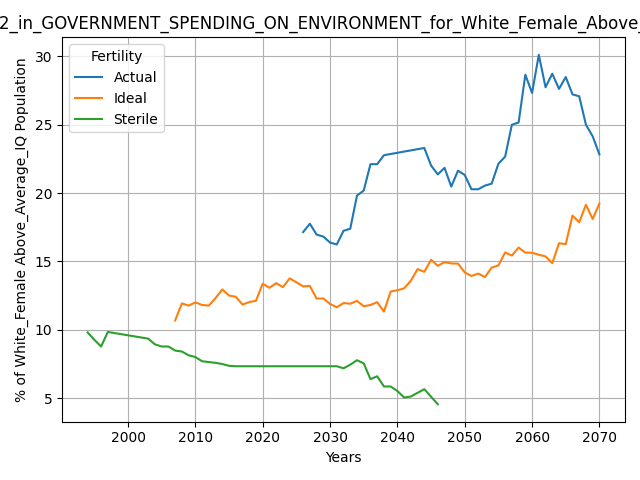 2_in_GOVERNMENT_SPENDING_ON_ENVIRONMENT_for_White_Female_Above_
Fertility
Actual
Ideal
Sterile
% of White_Female Above_Average_IQ Population
30
25
20
15
10
5
2000 2010 2020 2030 2040 2050 2060 2070
Years